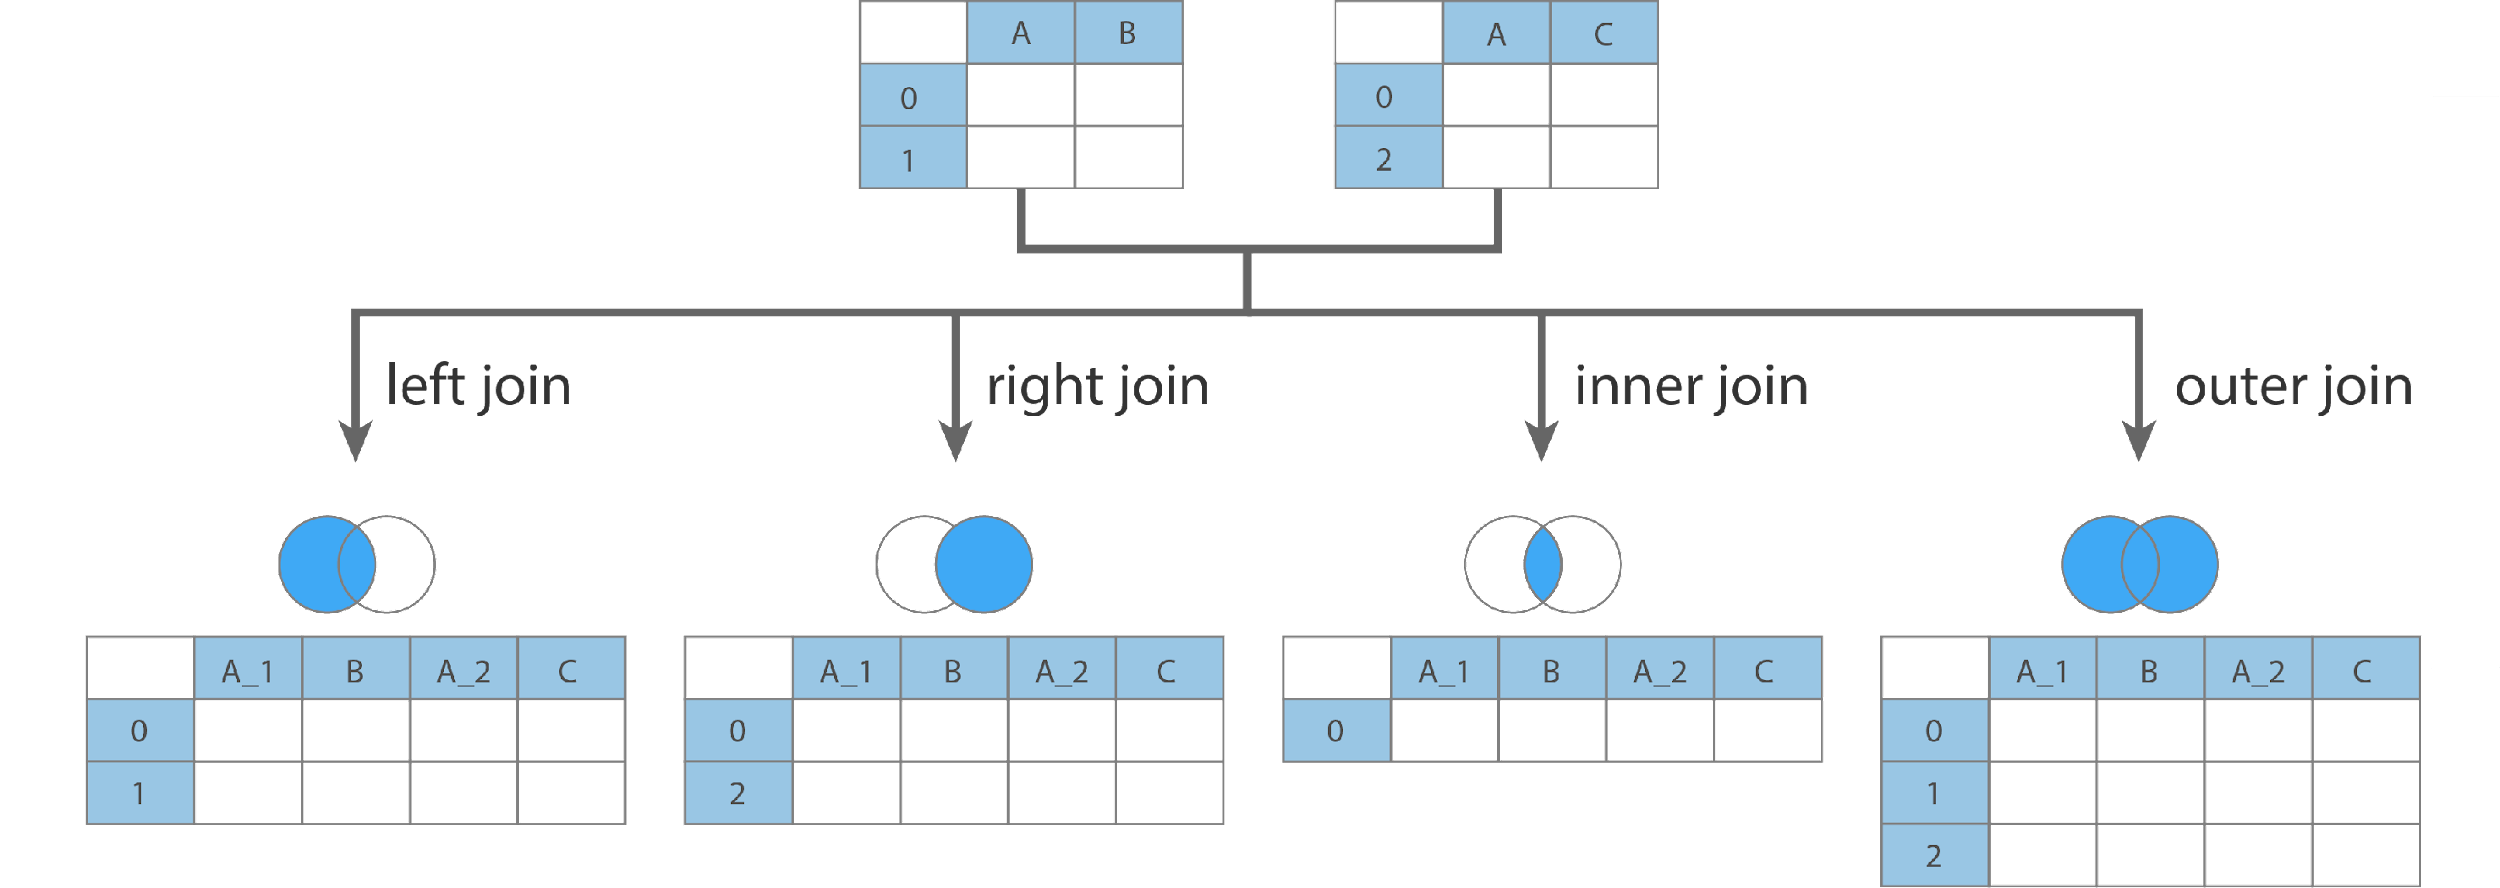 A B
0
1
A C
0
2
left join
right join
inner join
outer join
A_1 B A_2 C
0
1
A_1 B A_2 C
0
2
A_1 B A_2 C
0
A_1 B A_2 C
0
1
2